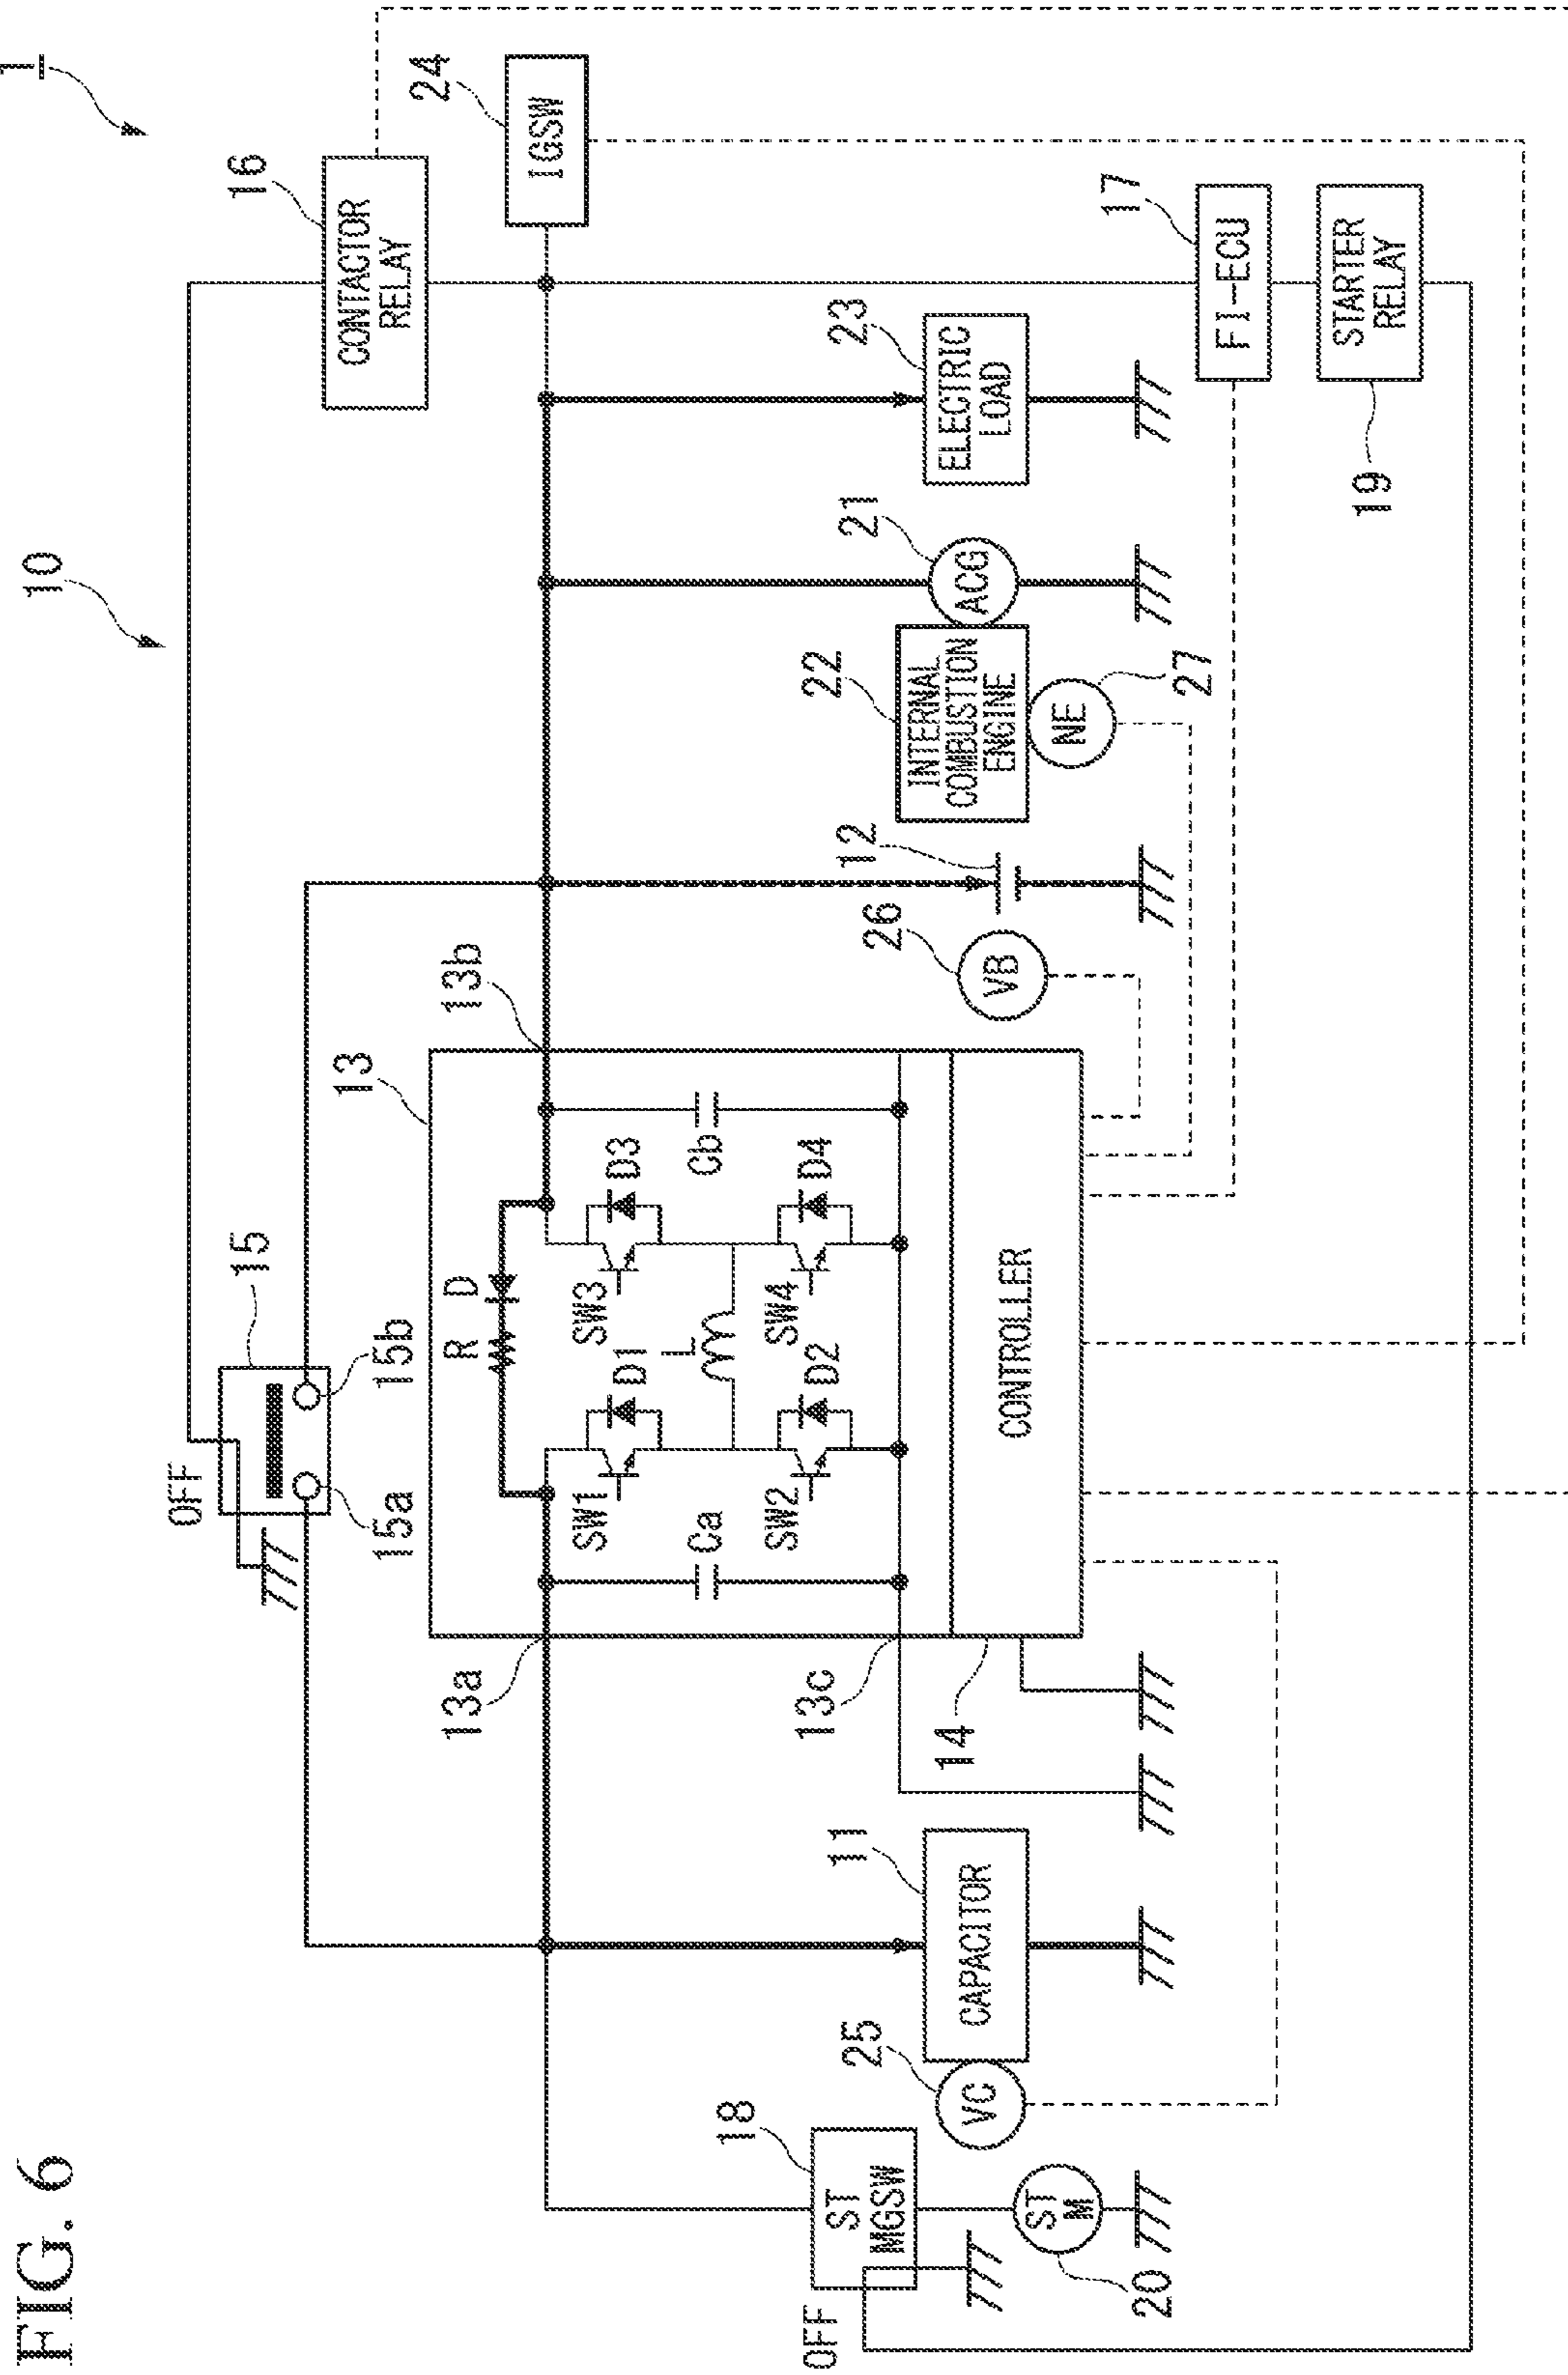 FIG. 6
1
10
OFF
15
15a
15b
16
CONTACTOR
RELAY
24
IGSW
13
13a
13b
13c
R
D
SW1
D1
SW3
D3
L
Ca
Cb
SW2
D2
SW4
D4
CONTROLLER
14
18
ST
MGSW
OFF
ST
M
20
25
VC
11
CAPACITOR
26
VB
12
22
INTERNAL
COMBUSTION
ENGINE
21
ACG
NE
27
23
ELECTRIC
LOAD
17
FI-ECU
STARTER
RELAY
19